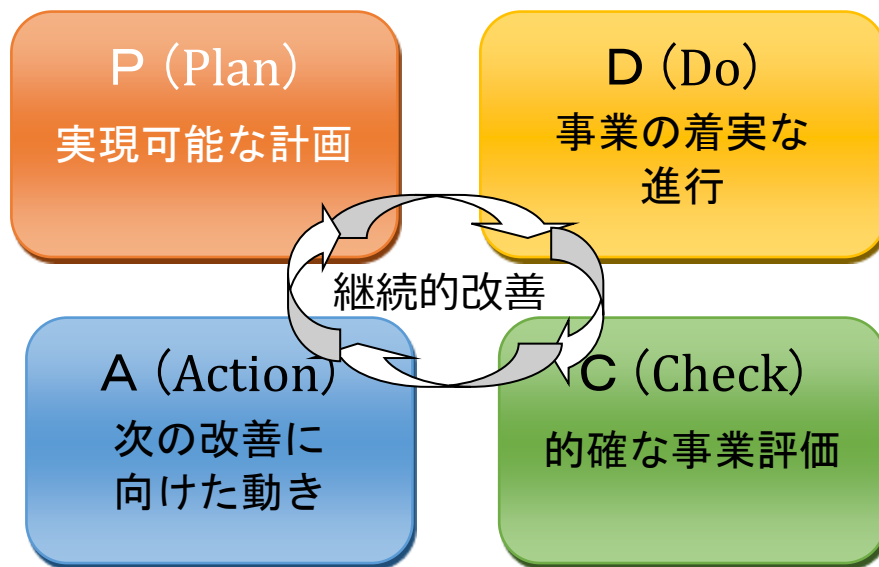 P（Plan）
実現可能な計画
D（Do）
事業の着実な
進行
継続的改善
A（Action）
次の改善に
向けた動き
C（Check）
的確な事業評価